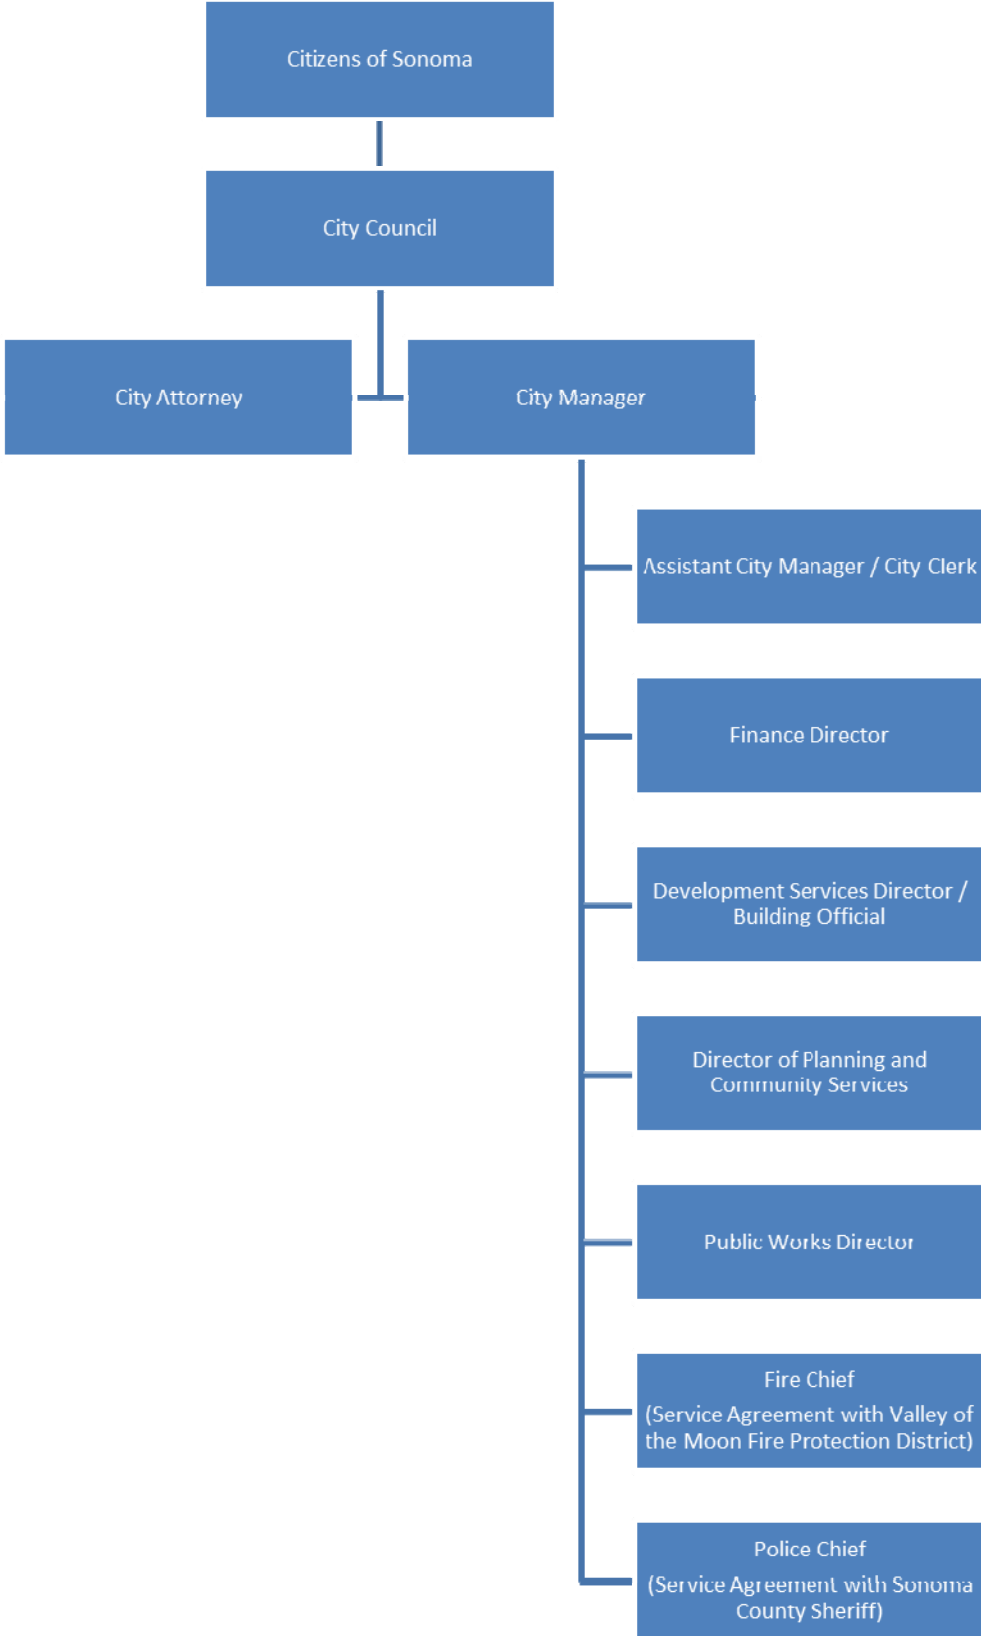 Citizens of Sonoma
City Council
City Attorney
City Manager
Assistant City Manager / City Clerk
Finance Director
Development Services Director /
Building Official
Director of Planning and
Community Services
Public Works Director
Fire Chief
(Service Agreement with Valley of
the Moon Fire Protection District)
Police Chief
(Service Agreement with Sonoma
County Sheriff)